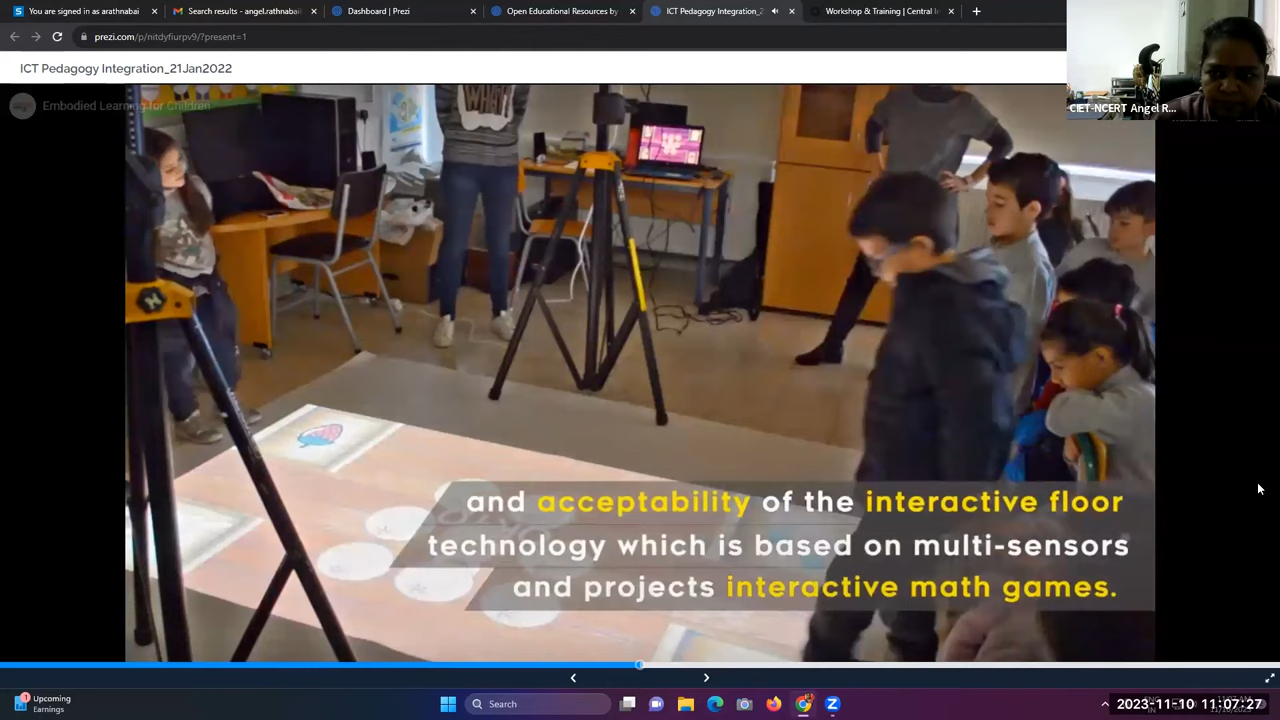 You are signed in as arathnabai
Search results - angel.rathnabai
Dashboard | Prezi
Open Educational Resources by
ICT Pedagogy Integration_2
Workshop & Training | Central I
prezi.com/p/nitdyfiurpv9/?present=1
ICT Pedagogy Integration_21Jan2022
CIET-NCERT Angel R...
Embodied Learning for Children
WHAT!
and acceptability of the interactive floor
technology which is based on multi-sensors
and projects interactive math games.
Upcoming
Earnings
Search
2023-11-10 11:07:27